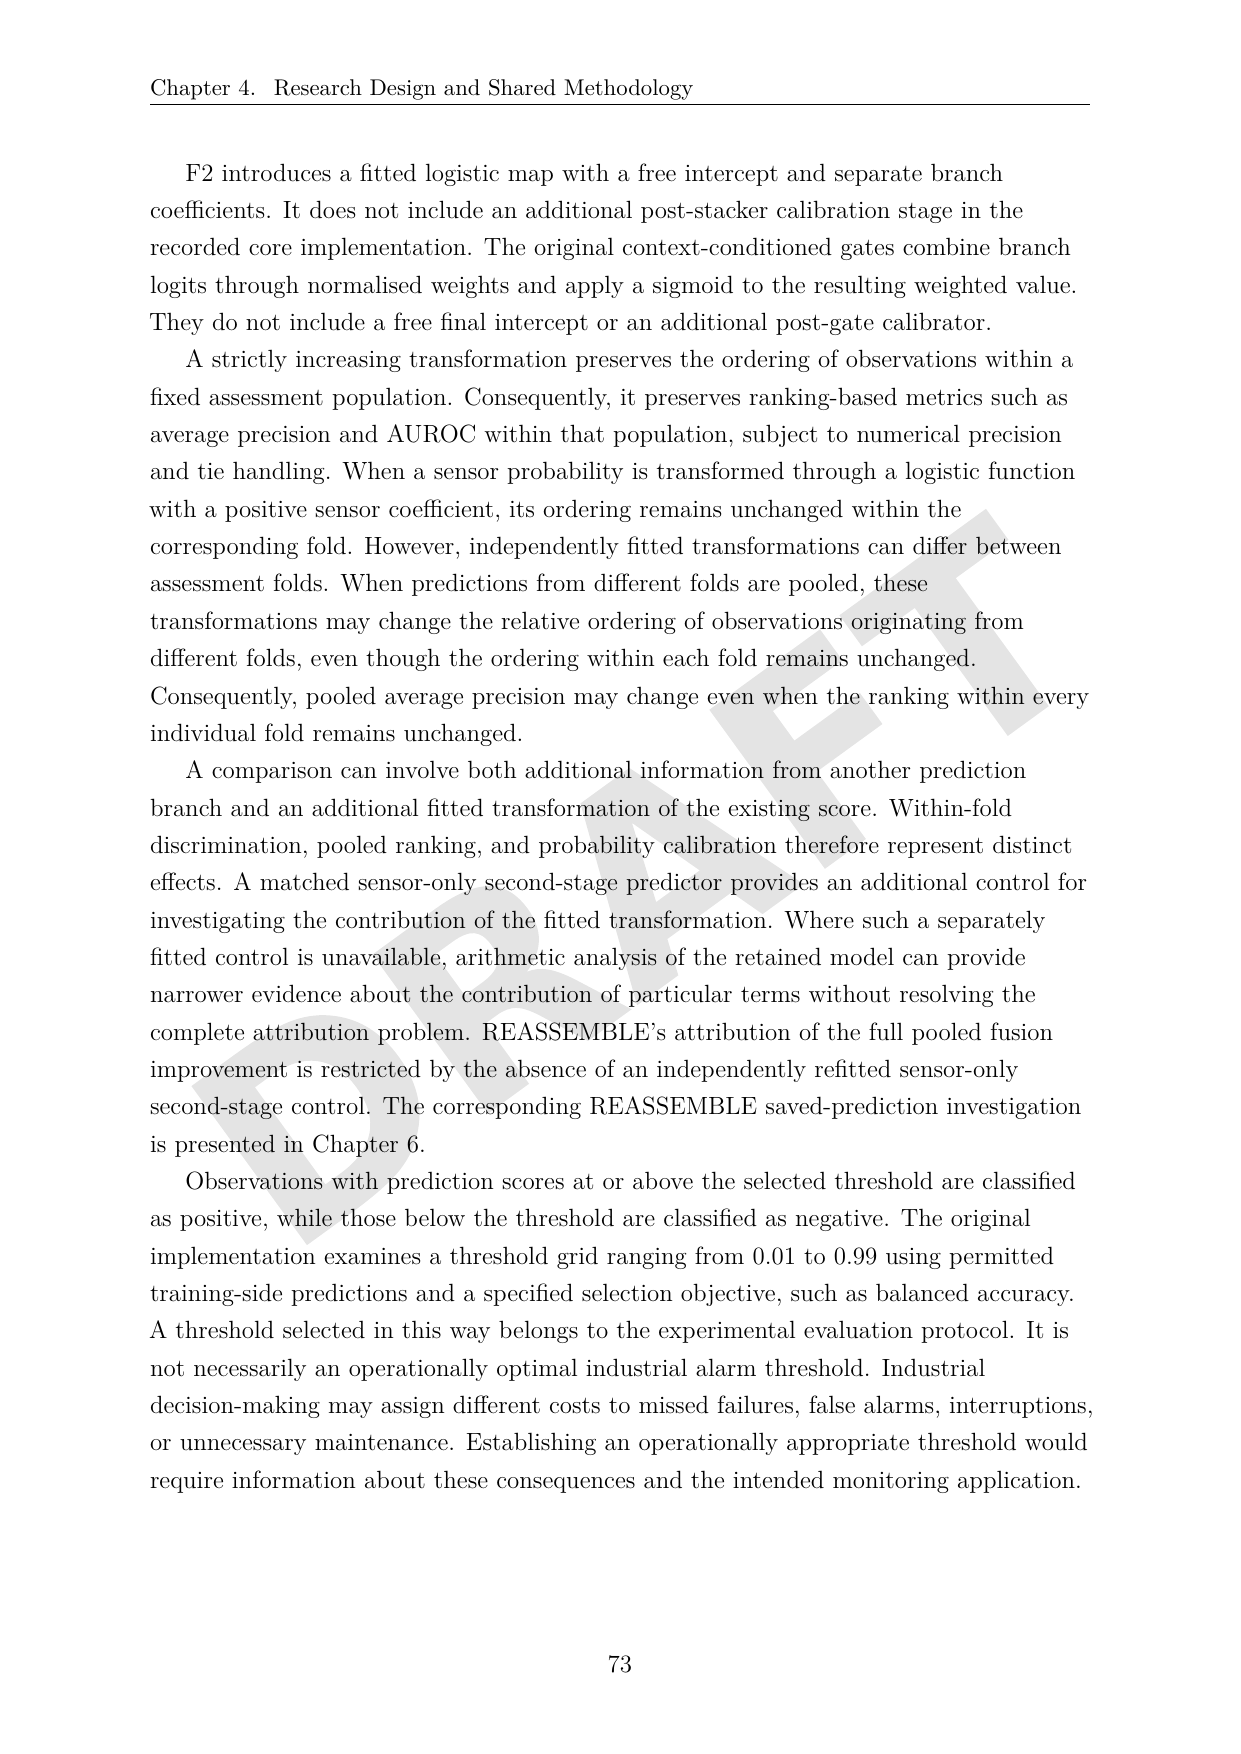 Chapter 4. Research Design and Shared Methodology
F2 introduces a fitted logistic map with a free intercept and separate branch
coefficients. It does not include an additional post-stacker calibration stage in the
recorded core implementation. The original context-conditioned gates combine branch
logits through normalised weights and apply a sigmoid to the resulting weighted value.
They do not include a free final intercept or an additional post-gate calibrator.
A strictly increasing transformation preserves the ordering of observations within a
fixed assessment population. Consequently, it preserves ranking-based metrics such as
average precision and AUROC within that population, subject to numerical precision
and tie handling. When a sensor probability is transformed through a logistic function
with a positive sensor coefficient, its ordering remains unchanged within the
corresponding fold. However, independently fitted transformations can differ between
assessment folds. When predictions from different folds are pooled, these
transformations may change the relative ordering of observations originating from
different folds, even though the ordering within each fold remains unchanged.
Consequently, pooled average precision may change even when the ranking within every
individual fold remains unchanged.
A comparison can involve both additional information from another prediction
branch and an additional fitted transformation of the existing score. Within-fold
discrimination, pooled ranking, and probability calibration therefore represent distinct
effects. A matched sensor-only second-stage predictor provides an additional control for
investigating the contribution of the fitted transformation. Where such a separately
fitted control is unavailable, arithmetic analysis of the retained model can provide
narrower evidence about the contribution of particular terms without resolving the
complete attribution problem. REASSEMBLE's attribution of the full pooled fusion
improvement is restricted by the absence of an independently refitted sensor-only
second-stage control. The corresponding REASSEMBLE saved-prediction investigation
is presented in Chapter 6.
Observations with prediction scores at or above the selected threshold are classified
as positive, while those below the threshold are classified as negative. The original
implementation examines a threshold grid ranging from 0.01 to 0.99 using permitted
training-side predictions and a specified selection objective, such as balanced accuracy.
A threshold selected in this way belongs to the experimental evaluation protocol. It is
not necessarily an operationally optimal industrial alarm threshold. Industrial
decision-making may assign different costs to missed failures, false alarms, interruptions,
or unnecessary maintenance. Establishing an operationally appropriate threshold would
require information about these consequences and the intended monitoring application.
73
DRAFT